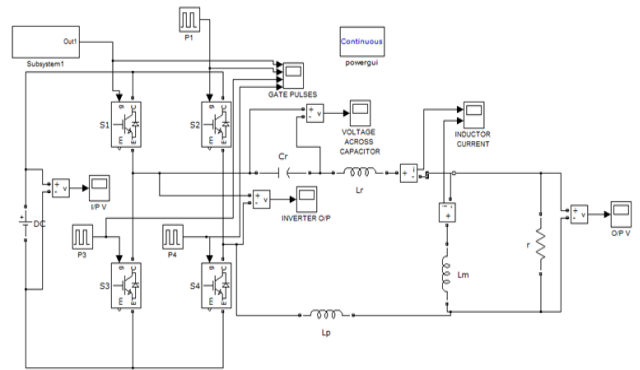 P1
Out1
Subsystem1
Continuous
powergui
GATE PULSES
g C
g C
S1
S2
E
E
VOLTAGE
ACROSS
CAPACITOR
INDUCTOR
CURRENT
Cr
Lr
I/P V
DC
INVERTER O/P
O/P V
P3
P4
r
g C
g C
S3
S4
E
E
Lm
Lp